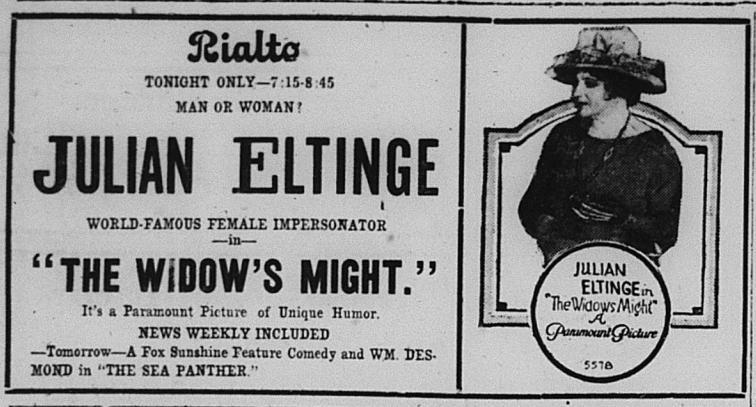 Rialto
TONIGHT ONLY—7:15-8:45
MAN OR WOMAN?
JULIAN ELTINGE
WORLD-FAMOUS FEMALE IMPERSONATOR
—in—
"THE WIDOW'S MIGHT."
It's a Paramount Picture of Unique Humor.
NEWS WEEKLY INCLUDED
—Tomorrow—A Fox Sunshine Feature Comedy and WM. DES-
MOND in "THE SEA PANTHER."
JULIAN
ELTINGE in
"The Widows Might"
A
Paramount Picture
5578